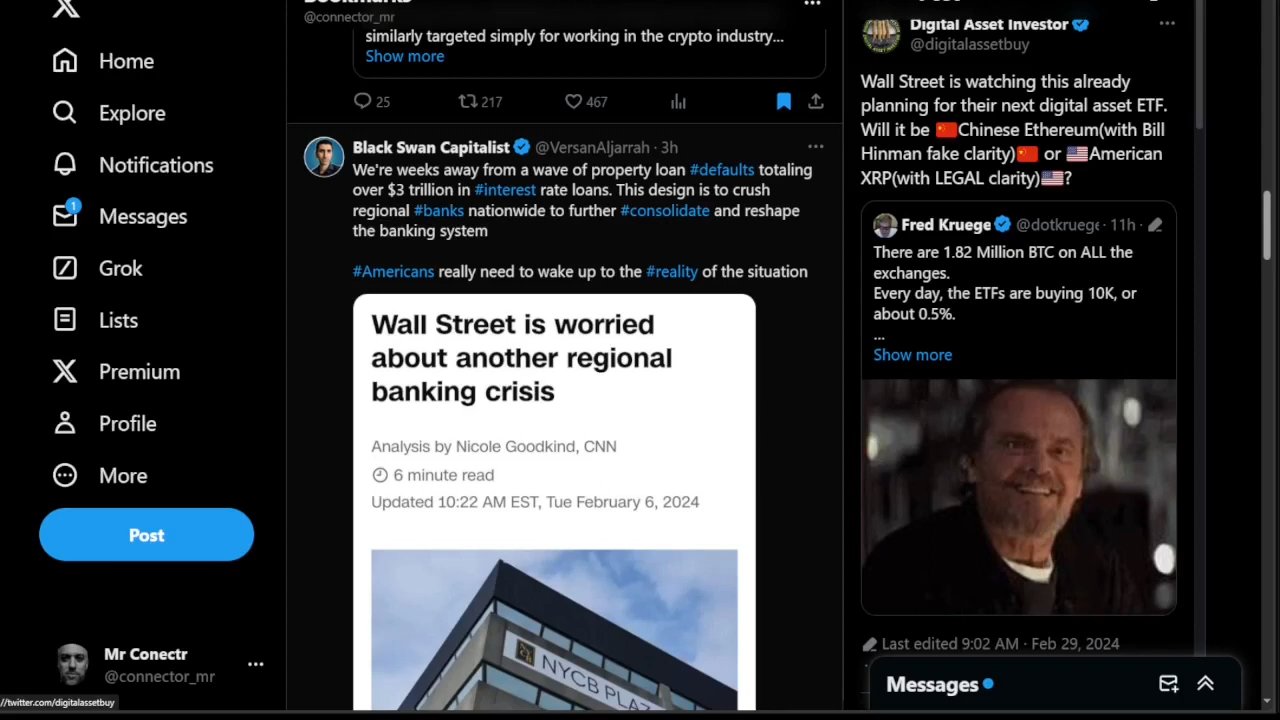 Home
Explore
Notifications
1
Messages
Grok
Lists
Premium
Profile
More
Post
Mr Conectr
@connector_mr
//twitter.com/digitalassetbuy
@connector_mr
similarly targeted simply for working in the crypto industry...
Show more
25 217 467
Black Swan Capitalist @VersanAljarrah · 3h
We're weeks away from a wave of property loan #defaults totaling
over $3 trillion in #interest rate loans. This design is to crush
regional #banks nationwide to further #consolidate and reshape
the banking system
#Americans really need to wake up to the #reality of the situation
Wall Street is worried
about another regional
banking crisis
Analysis by Nicole Goodkind, CNN
6 minute read
Updated 10:22 AM EST, Tue February 6, 2024
NYCB PLAZ
Digital Asset Investor
@digitalassetbuy
Wall Street is watching this already
planning for their next digital asset ETF.
Will it be 🇨🇳Chinese Ethereum(with Bill
Hinman fake clarity)🇨🇳 or 🇺🇸American
XRP(with LEGAL clarity)🇺🇸?
Fred Kruege @dotkruege · 11h ·
There are 1.82 Million BTC on ALL the
exchanges.
Every day, the ETFs are buying 10K, or
about 0.5%.
...
Show more
Last edited 9:02 AM · Feb 29, 2024
Messages